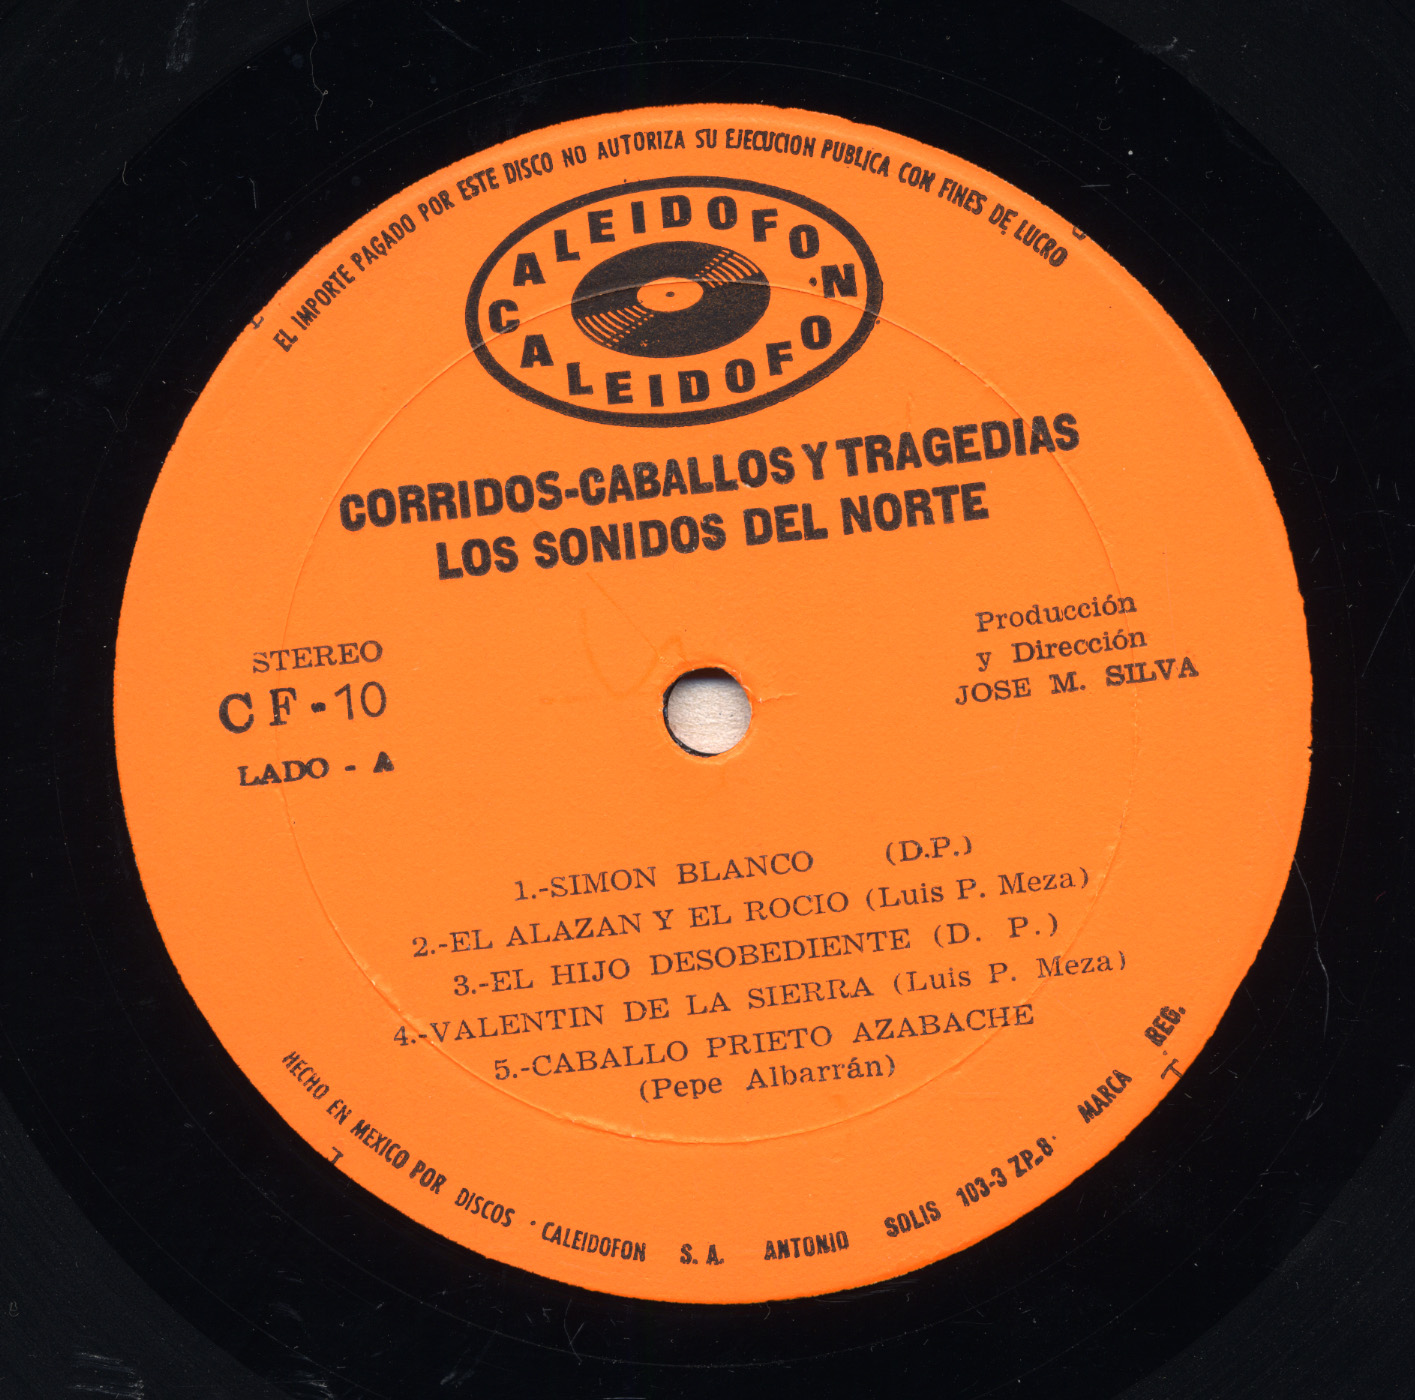 EL IMPORTE PAGADO POR ESTE DISCO NO AUTORIZA SU EJECUCION PUBLICA CON FINES DE LUCRO
CALEIDOFON
CALEIDOFON
CORRIDOS-CABALLOS Y TRAGEDIAS
LOS SONIDOS DEL NORTE
STEREO
CF-10
LADO - A
Producción
y Dirección
JOSE M. SILVA
1.-SIMON BLANCO (D.P.)
2.-EL ALAZAN Y EL ROCIO (Luis P. Meza)
3.-EL HIJO DESOBEDIENTE (D. P.)
4.-VALENTIN DE LA SIERRA (Luis P. Meza)
5.-CABALLO PRIETO AZABACHE
(Pepe Albarrán)
HECHO EN MEXICO POR DISCOS · CALEIDOFON S. A. ANTONIO SOLIS 103-3 ZP-8· MARCA REG.